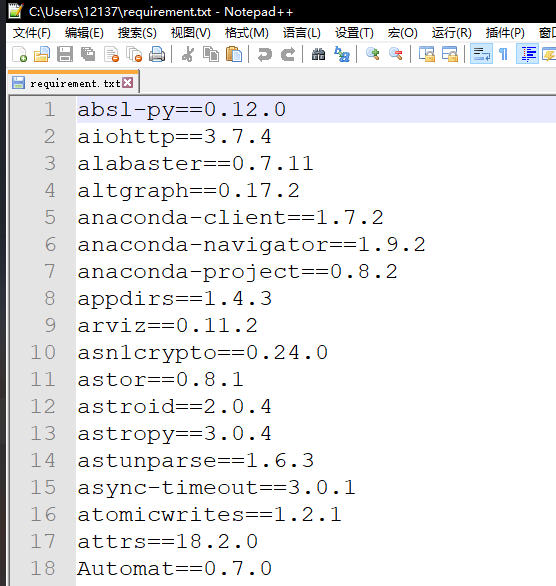 C:\Users\12137\requirement.txt - Notepad++
文件(F) 编辑(E) 搜索(S) 视图(V) 格式(M) 语言(L) 设置(T) 宏(O) 运行(R) 插件(P) 窗口
requirement.txt
1 absl-py==0.12.0
2 aiohttp==3.7.4
3 alabaster==0.7.11
4 altgraph==0.17.2
5 anaconda-client==1.7.2
6 anaconda-navigator==1.9.2
7 anaconda-project==0.8.2
8 appdirs==1.4.3
9 arviz==0.11.2
10 asn1crypto==0.24.0
11 astor==0.8.1
12 astroid==2.0.4
13 astropy==3.0.4
14 astunparse==1.6.3
15 async-timeout==3.0.1
16 atomicwrites==1.2.1
17 attrs==18.2.0
18 Automat==0.7.0